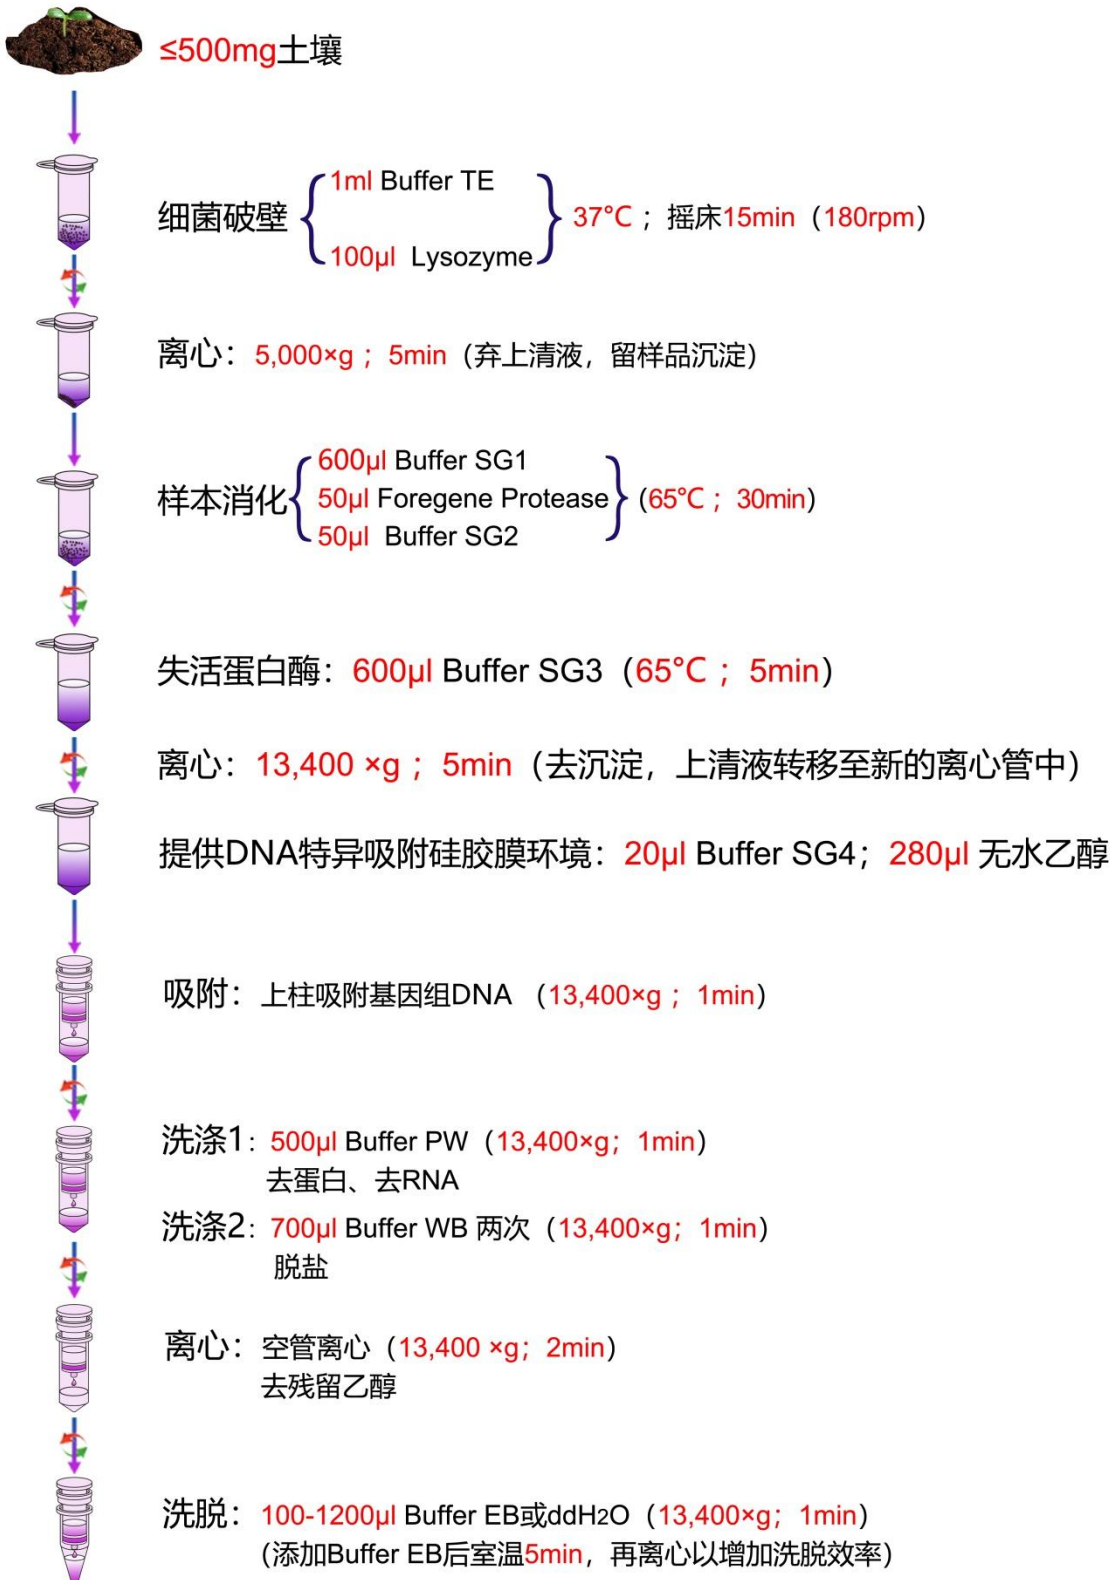 ≤500mg土壤
1ml Buffer TE
细菌破壁
37℃ ；摇床15min（180rpm）
100µl Lysozyme
离心：5,000×g ；5min（弃上清液，留样品沉淀）
600µl Buffer SG1
样本消化 50µl Foregene Protease（65℃ ；30min）
50µl Buffer SG2
失活蛋白酶：600µl Buffer SG3（65℃ ；5min）
离心：13,400 ×g ；5min（去沉淀，上清液转移至新的离心管中）
提供DNA特异吸附硅胶膜环境：20µl Buffer SG4；280µl 无水乙醇
吸附：上柱吸附基因组DNA （13,400×g ；1min）
洗涤1：500µl Buffer PW（13,400×g；1min）
去蛋白、去RNA
洗涤2：700µl Buffer WB 两次（13,400×g；1min）
脱盐
离心：空管离心（13,400 ×g；2min）
去残留乙醇
洗脱：100-1200µl Buffer EB或ddH2O（13,400×g；1min）
（添加Buffer EB后室温5min，再离心以增加洗脱效率）